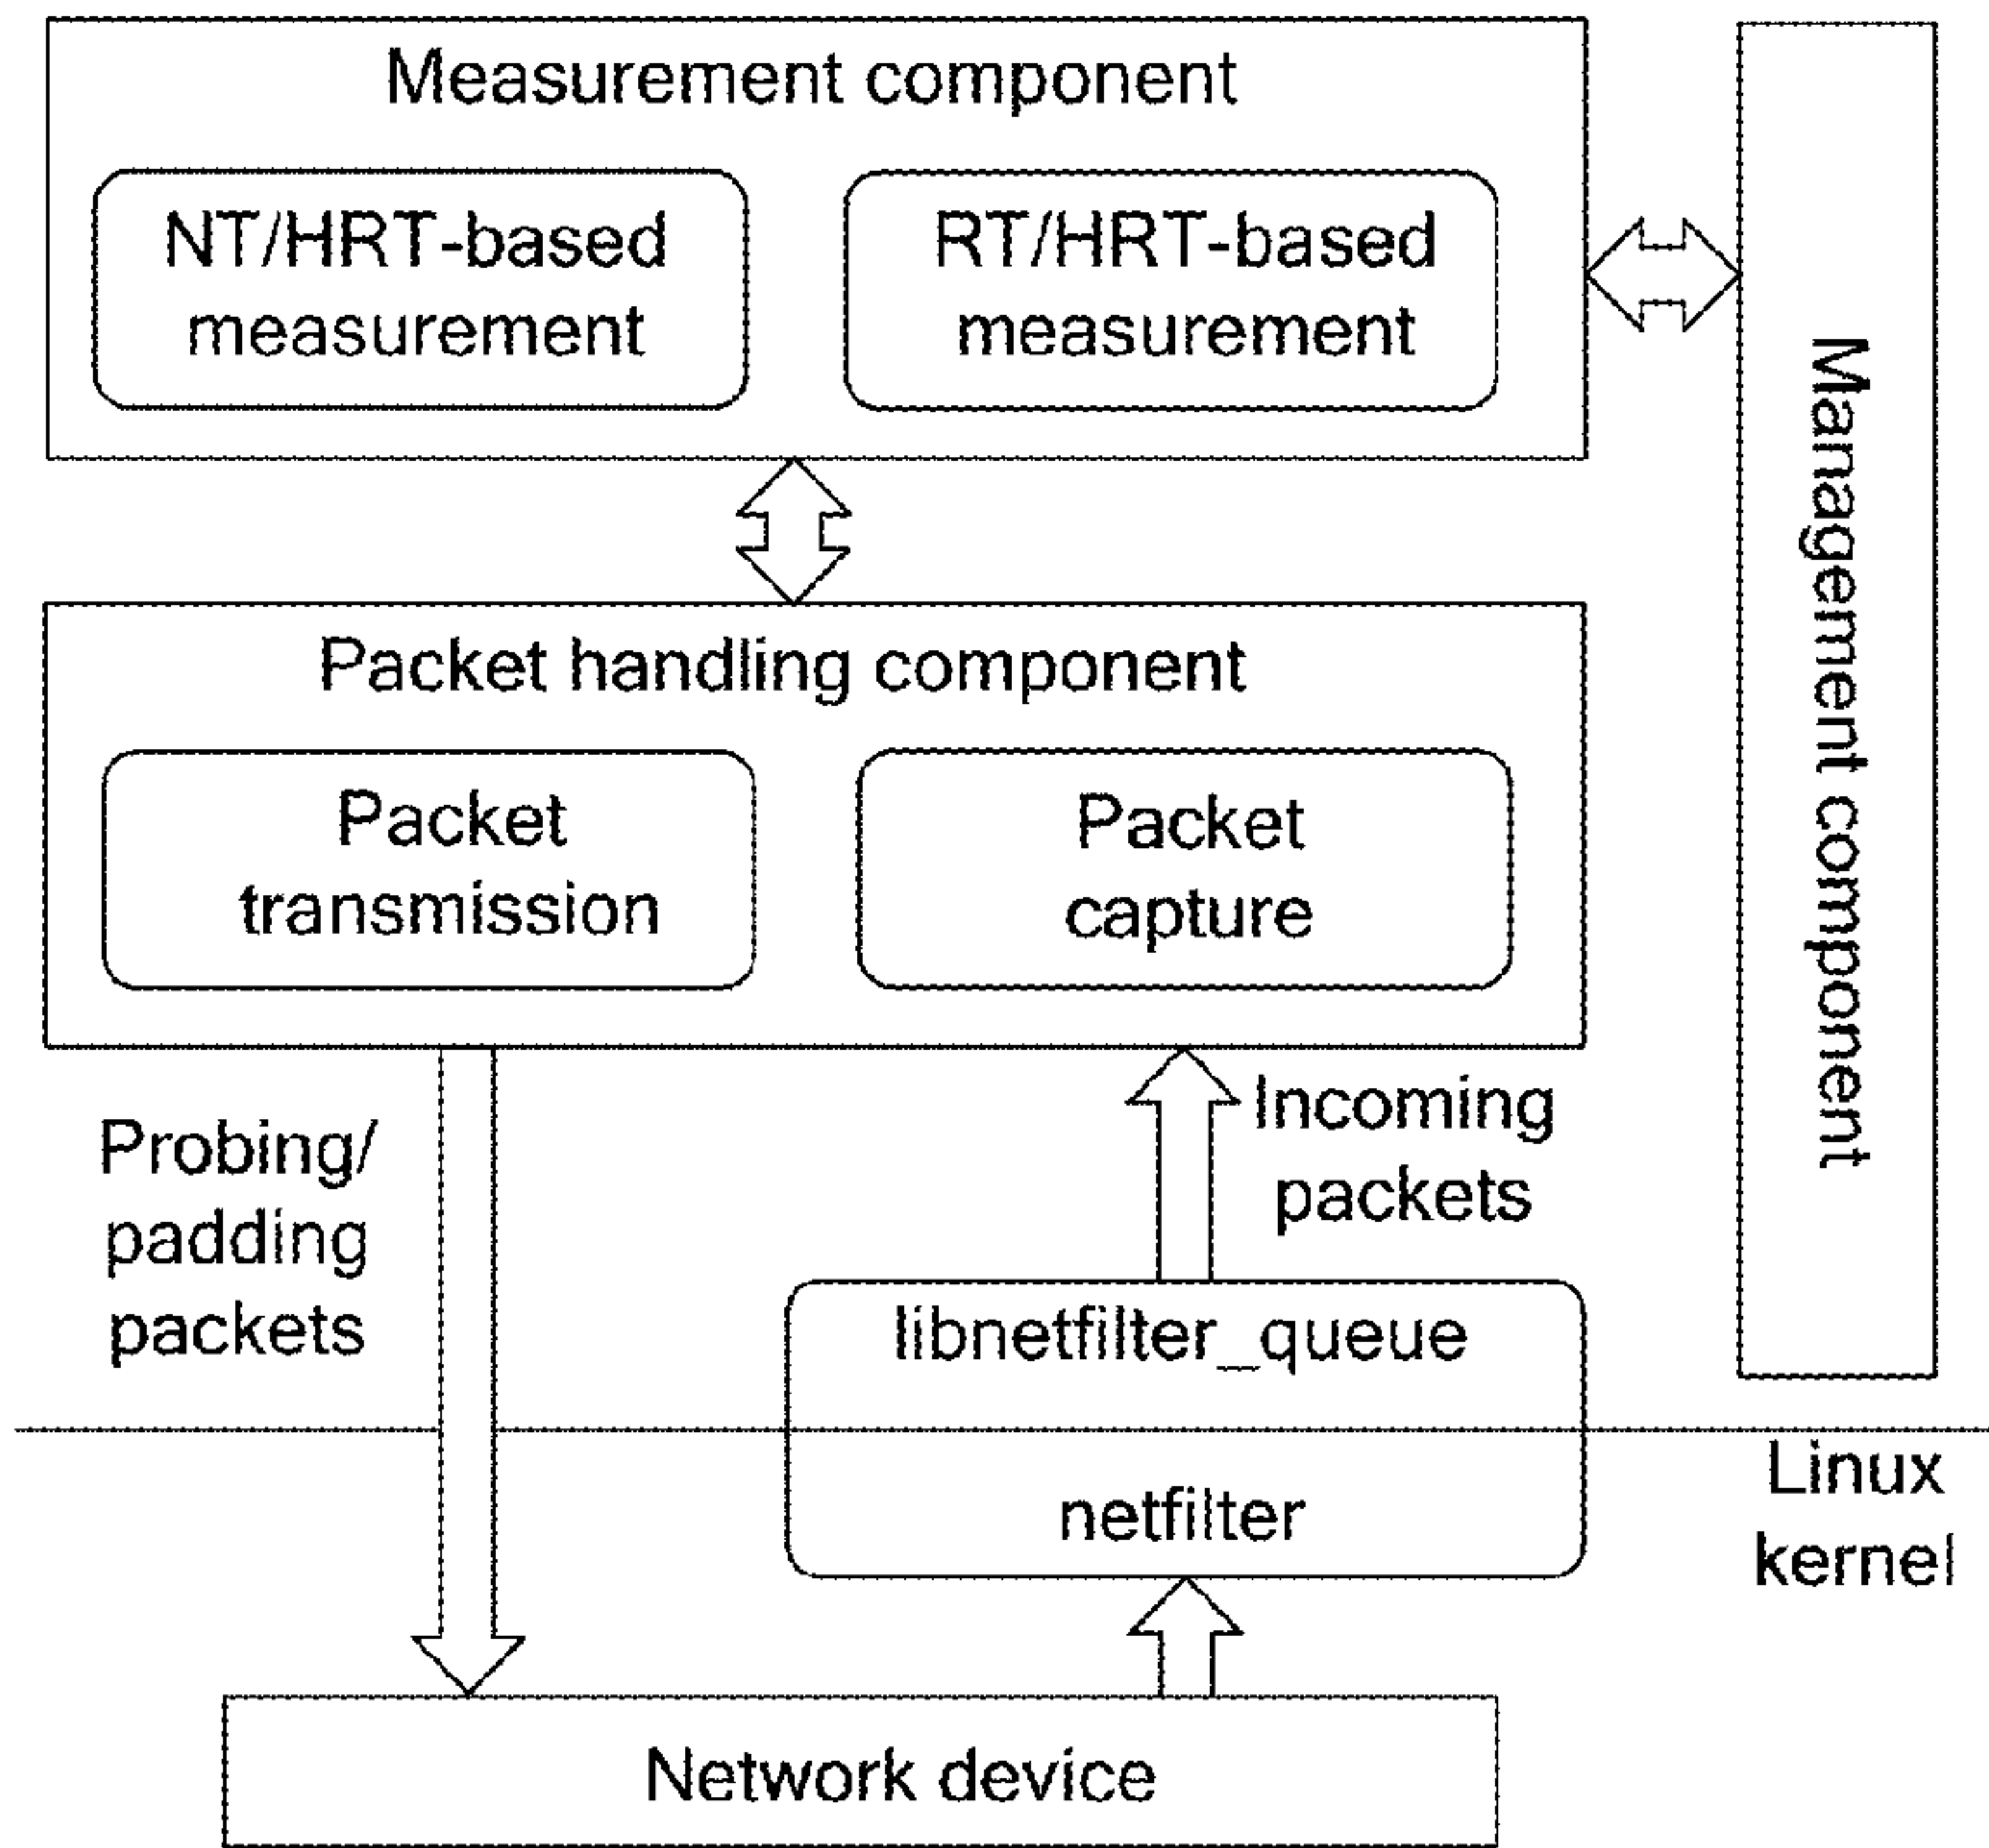 Measurement component
NT/HRT-based
measurement
RT/HRT-based
measurement
Management component
Packet handling component
Packet
transmission
Packet
capture
Probing/
padding
packets
Incoming
packets
libnetfilter_queue
netfilter
Linux
kernel
Network device